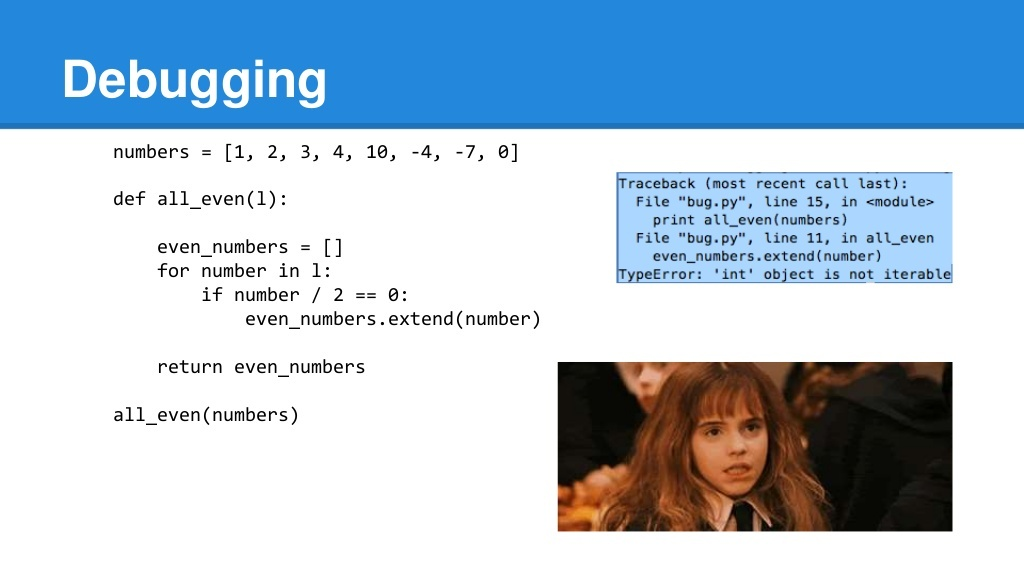 Debugging
numbers = [1, 2, 3, 4, 10, -4, -7, 0]
def all_even(l):
    even_numbers = []
    for number in l:
        if number / 2 == 0:
            even_numbers.extend(number)
    return even_numbers
all_even(numbers)
Traceback (most recent call last):
  File "bug.py", line 15, in <module>
    print all_even(numbers)
  File "bug.py", line 11, in all_even
    even_numbers.extend(number)
TypeError: 'int' object is not iterable